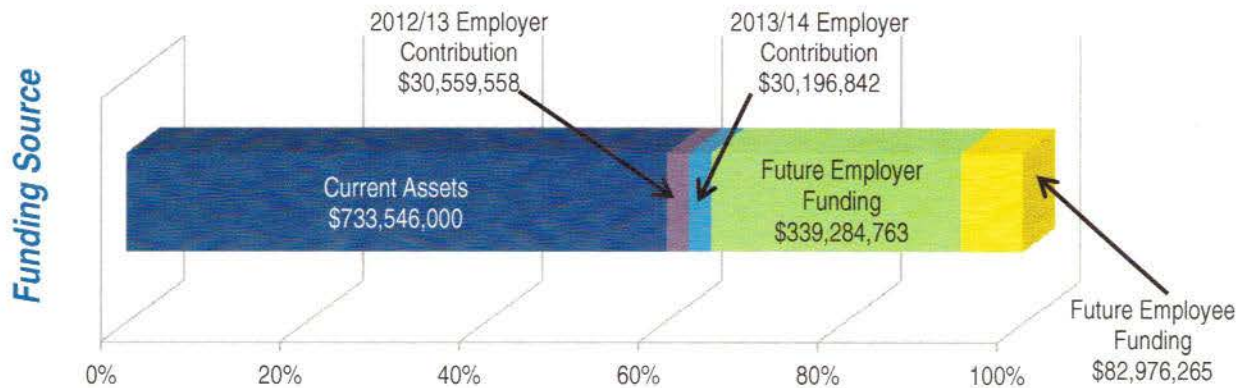 2012/13 Employer
Contribution
$30,559,558
2013/14 Employer
Contribution
$30,196,842
Funding Source
Current Assets
$733,546,000
Future Employer
Funding
$339,284,763
Future Employee
Funding
$82,976,265
0%
20%
40%
60%
80%
100%